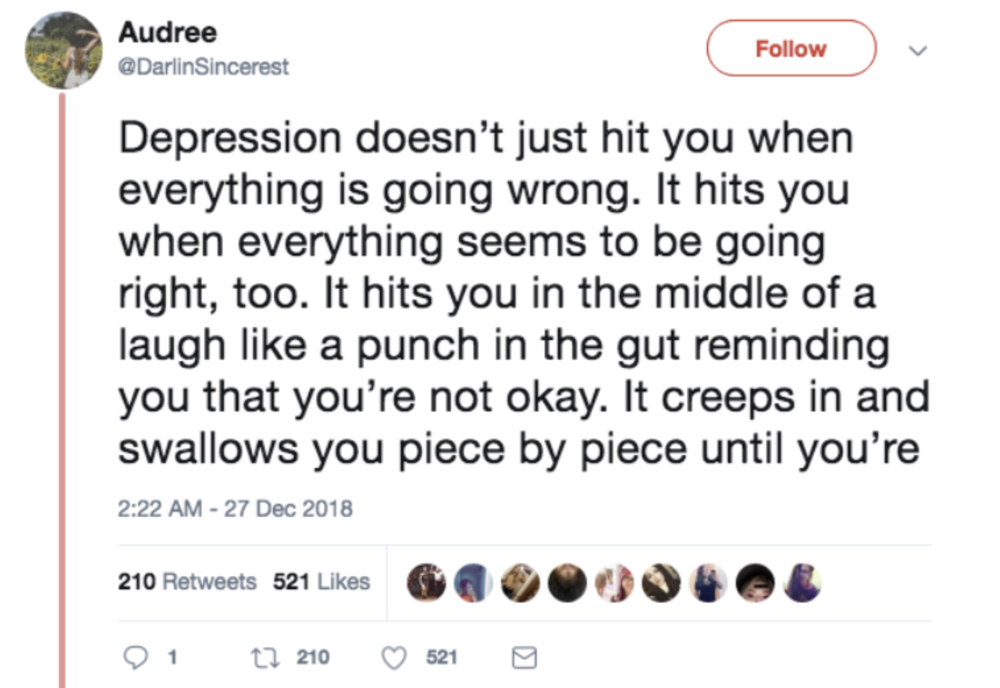 Audree
@DarlinSincerest
Follow
Depression doesn’t just hit you when
everything is going wrong. It hits you
when everything seems to be going
right, too. It hits you in the middle of a
laugh like a punch in the gut reminding
you that you’re not okay. It creeps in and
swallows you piece by piece until you’re
2:22 AM - 27 Dec 2018
210 Retweets 521 Likes
1 210 521